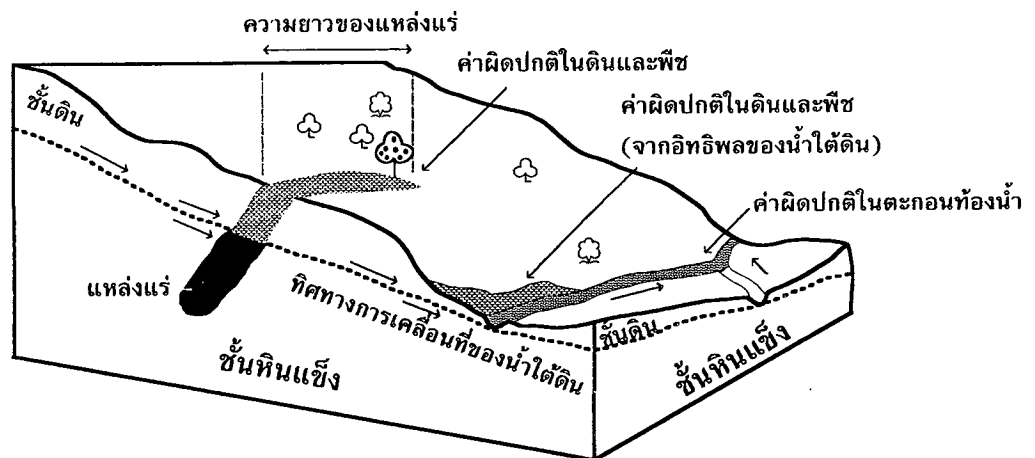 ความยาวของแหล่งแร่
ค่าผิดปกติในดินและพืช
ค่าผิดปกติในดินและพืช
(จากอิทธิพลของน้ำใต้ดิน)
ชั้นดิน
ค่าผิดปกติในตะกอนท้องน้ำ
แหล่งแร่
ทิศทางการเคลื่อนที่ของน้ำใต้ดิน
ชั้นดิน
ชั้นหินแข็ง
ชั้นหินแข็ง